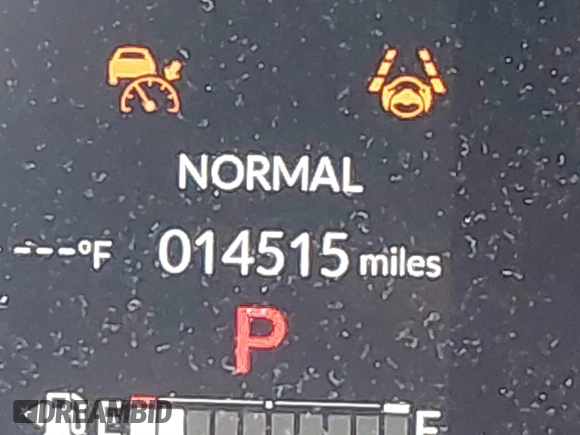 NORMAL
---°F 014515 miles
P
E F
DREAMBID